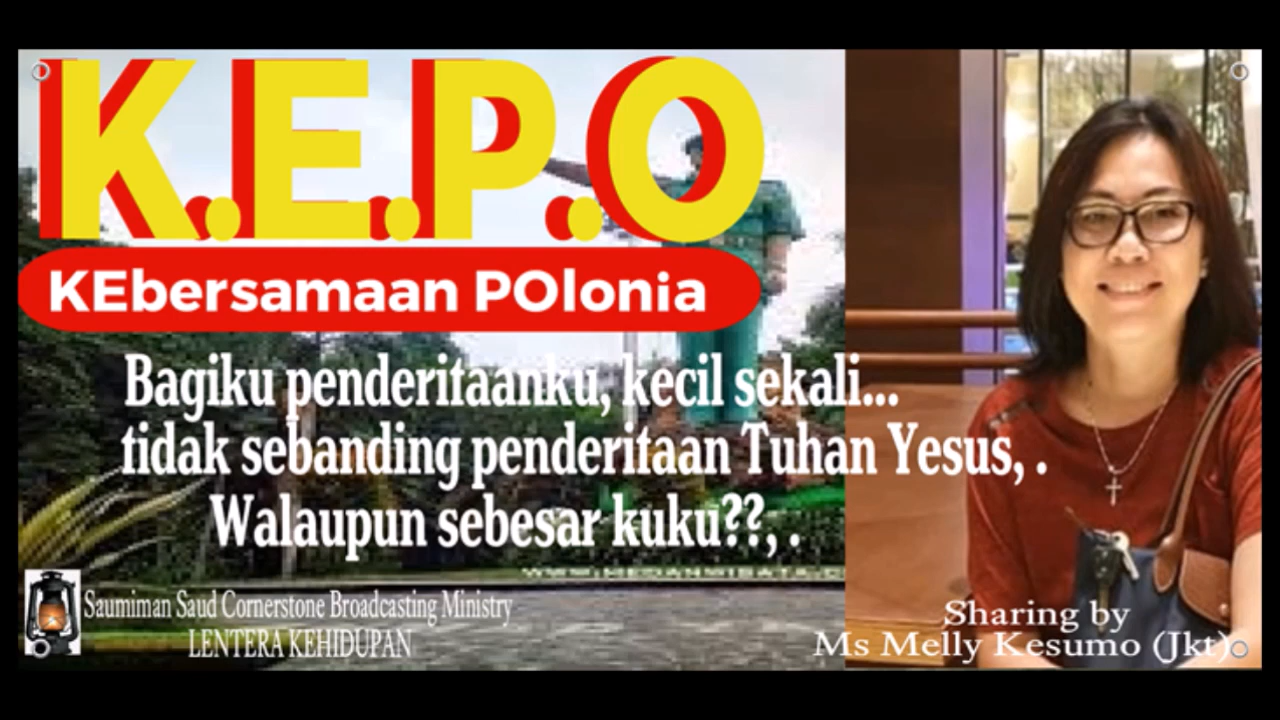 K.E.P.O
KEbersamaan POlonia
Bagiku penderitaanku, kecil sekali...
tidak sebanding penderitaan Tuhan Yesus, .
Walaupun sebesar kuku??, .
Saumiman Saud Cornerstone Broadcasting Ministry
LENTERA KEHIDUPAN
Sharing by
Ms Melly Kesumo (Jkt)